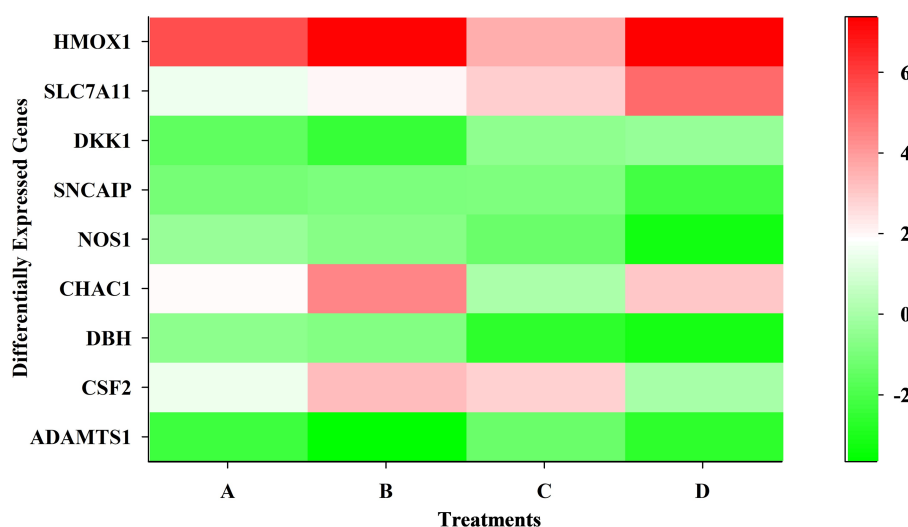 Differentially Expressed Genes
HMOX1
SLC7A11
DKK1
SNCAIP
NOS1
CHAC1
DBH
CSF2
ADAMTS1
A B C D
Treatments
6
4
2
0
-2